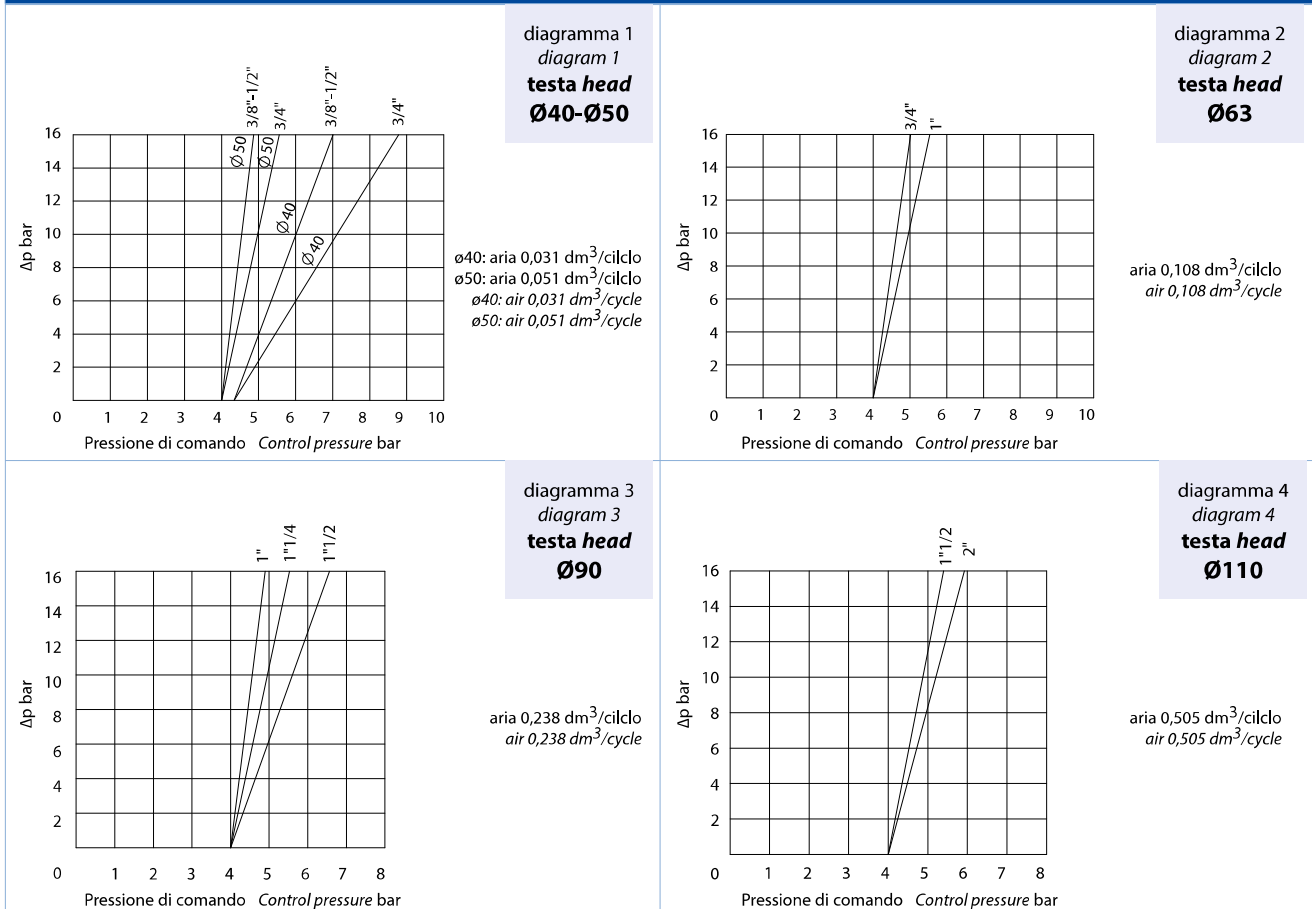 diagramma 1
diagram 1
testa head
Ø40-Ø50
3/8"-1/2"
3/4"
3/8"-1/2"
3/4"
Ø50
Ø50
Ø40
Ø40
16
14
12
10
8
6
4
2
0
1
2
3
4
5
6
7
8
9
10
Δp bar
Pressione di comando Control pressure bar
ø40: aria 0,031 dm³/cilclo
ø50: aria 0,051 dm³/cilclo
ø40: air 0,031 dm³/cycle
ø50: air 0,051 dm³/cycle
diagramma 2
diagram 2
testa head
Ø63
3/4"
1"
16
14
12
10
8
6
4
2
0
1
2
3
4
5
6
7
8
9
10
Δp bar
Pressione di comando Control pressure bar
aria 0,108 dm³/cilclo
air 0,108 dm³/cycle
diagramma 3
diagram 3
testa head
Ø90
1"
1"1/4
1"1/2
16
14
12
10
8
6
4
2
0
1
2
3
4
5
6
7
8
Δp bar
Pressione di comando Control pressure bar
aria 0,238 dm³/cilclo
air 0,238 dm³/cycle
diagramma 4
diagram 4
testa head
Ø110
1"1/2
2"
16
14
12
10
8
6
4
2
0
1
2
3
4
5
6
7
8
Δp bar
Pressione di comando Control pressure bar
aria 0,505 dm³/cilclo
air 0,505 dm³/cycle